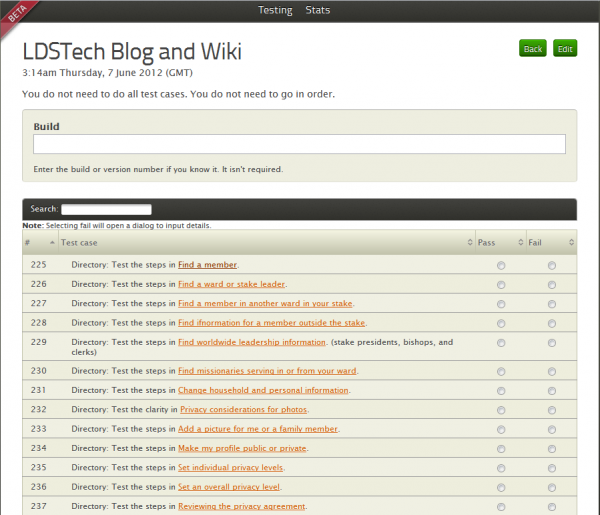 BETA
Testing Stats
LDSTech Blog and Wiki
Back Edit
3:14am Thursday, 7 June 2012 (GMT)
You do not need to do all test cases. You do not need to go in order.
Build
Enter the build or version number if you know it. It isn't required.
Search:
Note: Selecting fail will open a dialog to input details.
# Test case Pass Fail
225 Directory: Test the steps in Find a member.
226 Directory: Test the steps in Find a ward or stake leader.
227 Directory: Test the steps in Find a member in another ward in your stake.
228 Directory: Test the steps in Find ifnormation for a member outside the stake.
229 Directory: Test the steps in Find worldwide leadership information. (stake presidents, bishops, and
clerks)
230 Directory: Test the steps in Find missionaries serving in or from your ward.
231 Directory: Test the steps in Change household and personal information.
232 Directory: Test the clarity in Privacy considerations for photos.
233 Directory: Test the steps in Add a picture for me or a family member.
234 Directory: Test the steps in Make my profile public or private.
235 Directory: Test the steps in Set individual privacy levels.
236 Directory: Test the steps in Set an overall privacy level.
237 Directory: Test the steps in Reviewing the privacy agreement.